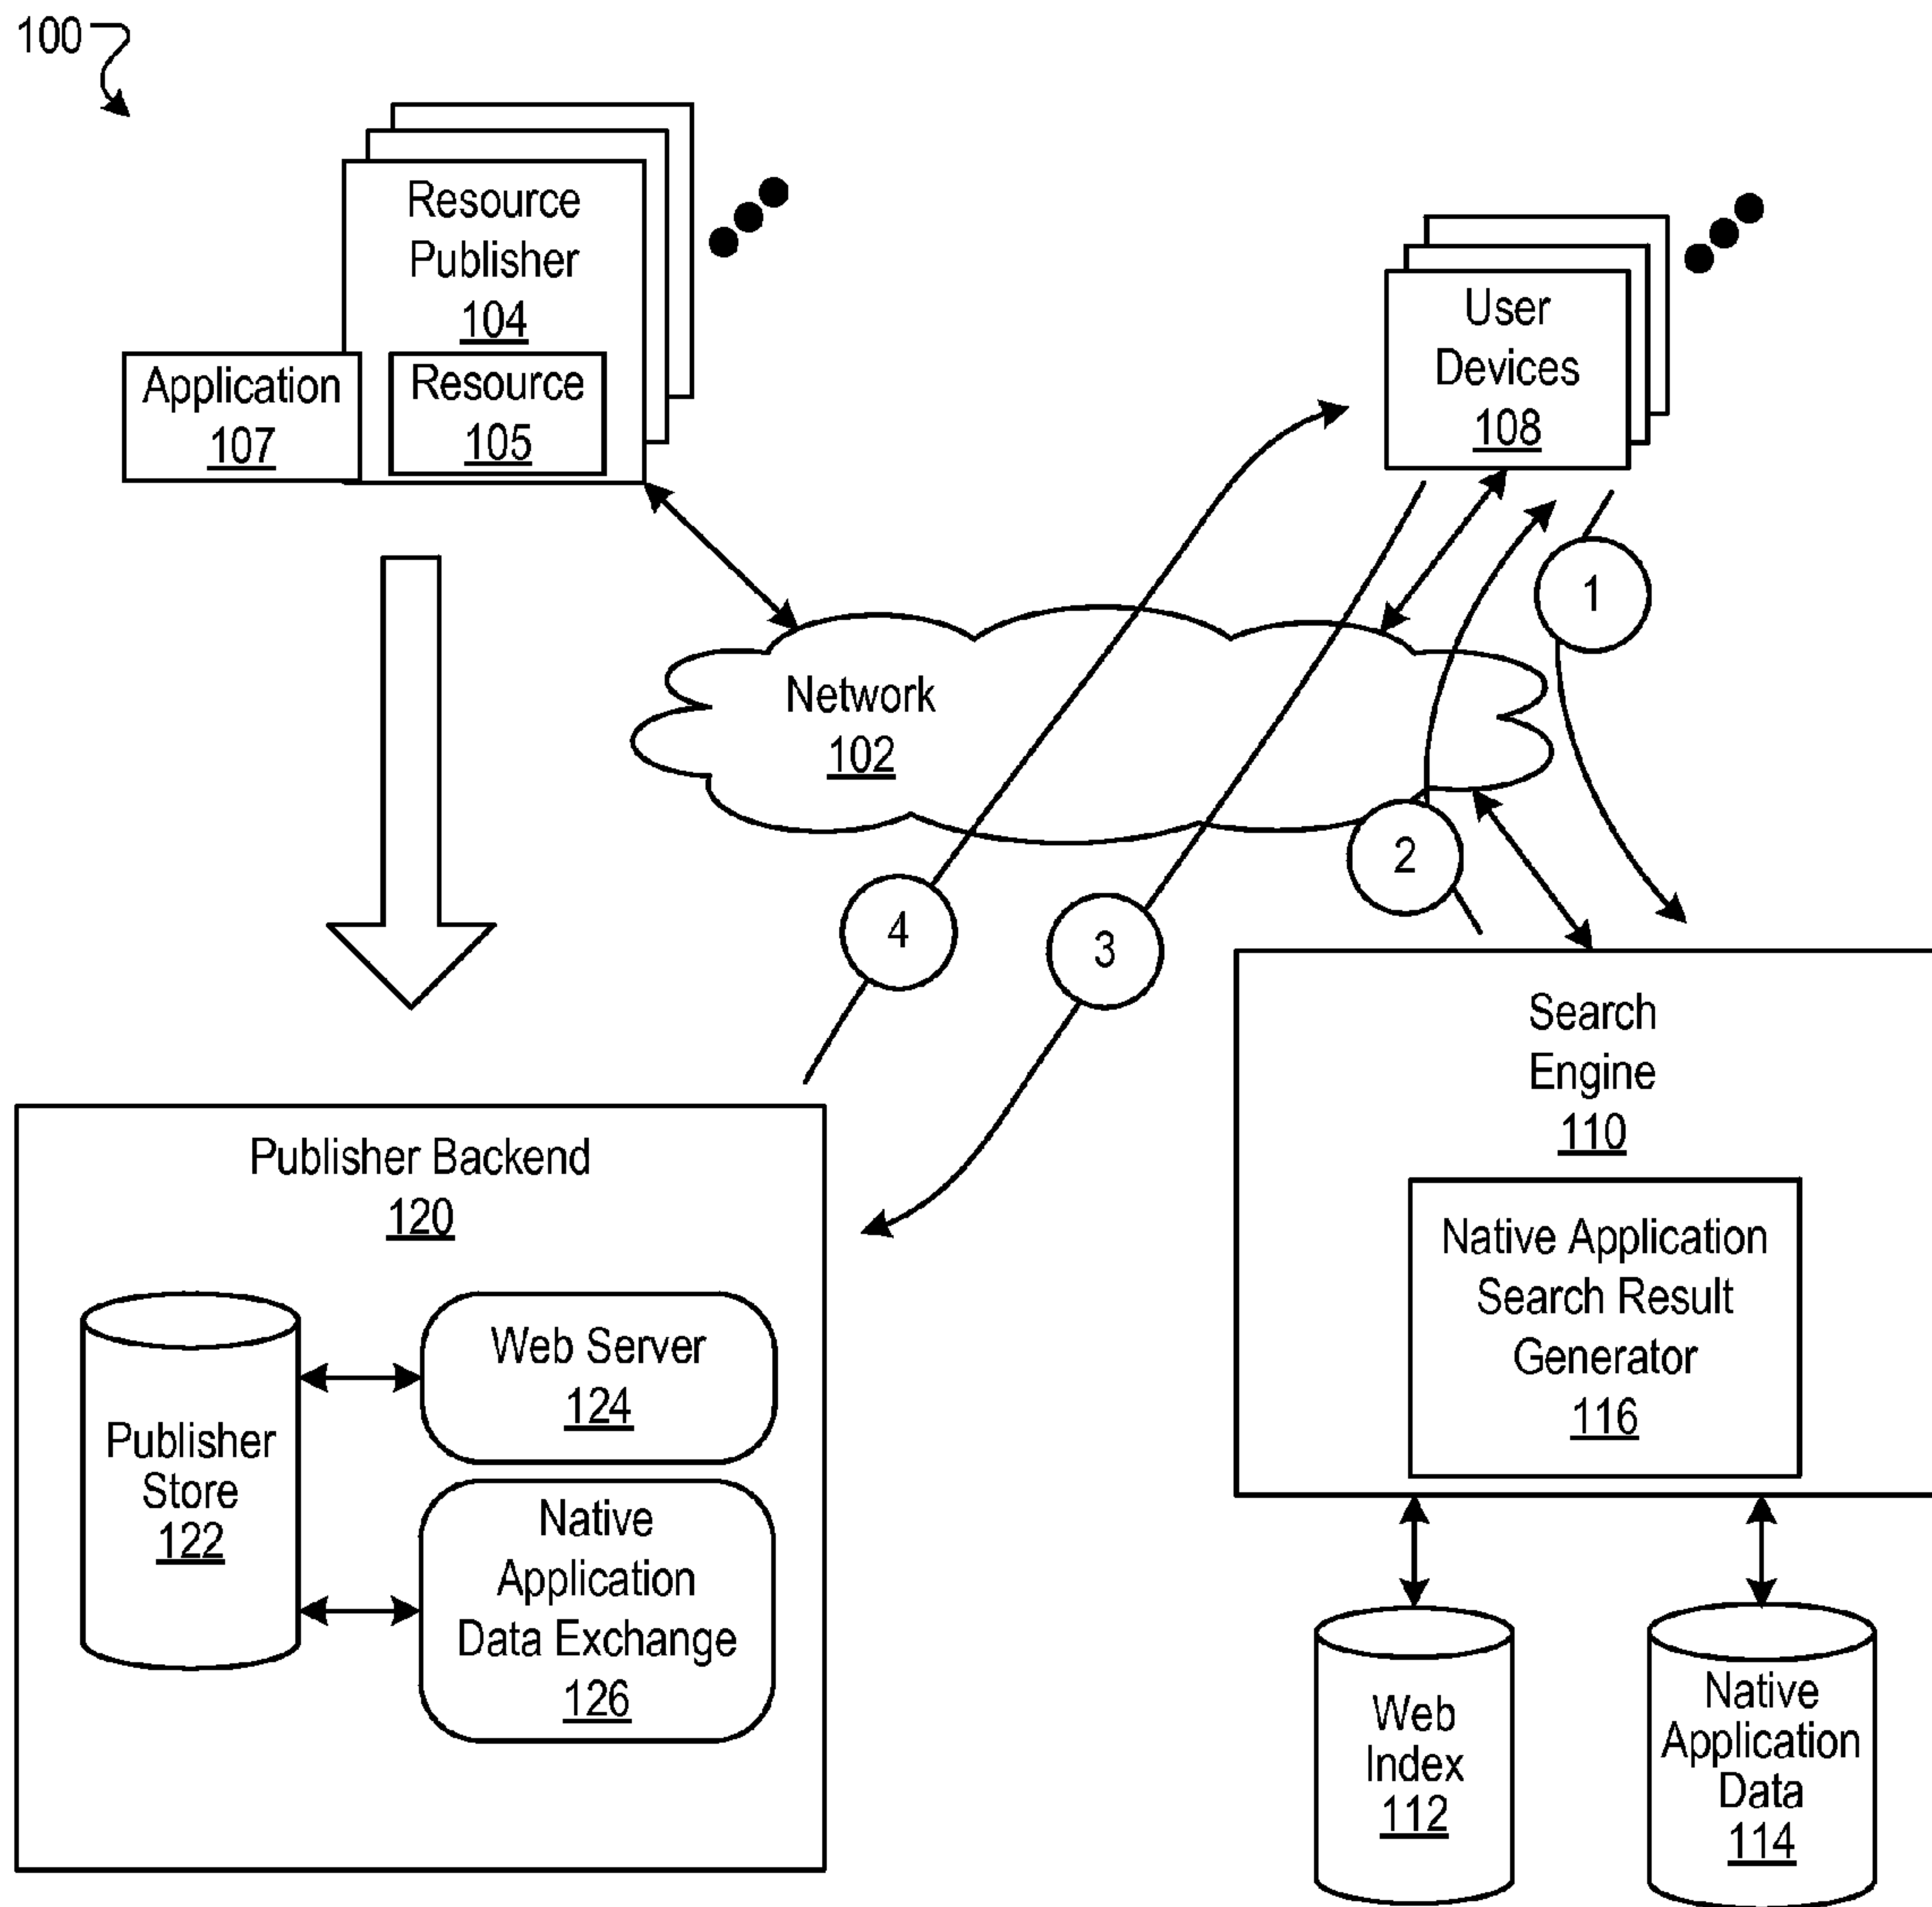 100
Resource
Publisher
104
Application
107
Resource
105
User
Devices
108
1
Network
102
2
4
3
Search
Engine
110
Native Application
Search Result
Generator
116
Publisher Backend
120
Publisher
Store
122
Web Server
124
Native
Application
Data Exchange
126
Web
Index
112
Native
Application
Data
114